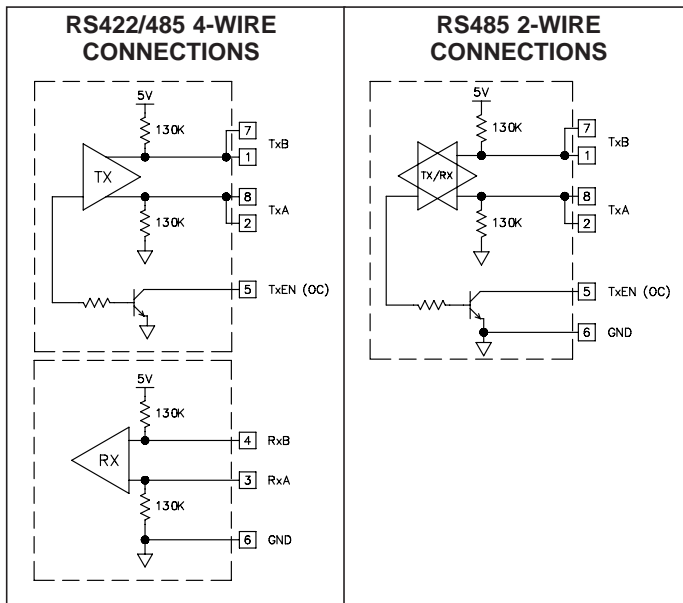 RS422/485 4-WIRE
CONNECTIONS
5V
130K
7
TxB
1
TX
8
TxA
2
130K
5 TxEN (OC)
5V
130K
4 RxB
RX
3 RxA
130K
6 GND
RS485 2-WIRE
CONNECTIONS
5V
130K
7
TxB
1
TX/RX
8
TxA
2
130K
5 TxEN (OC)
6 GND